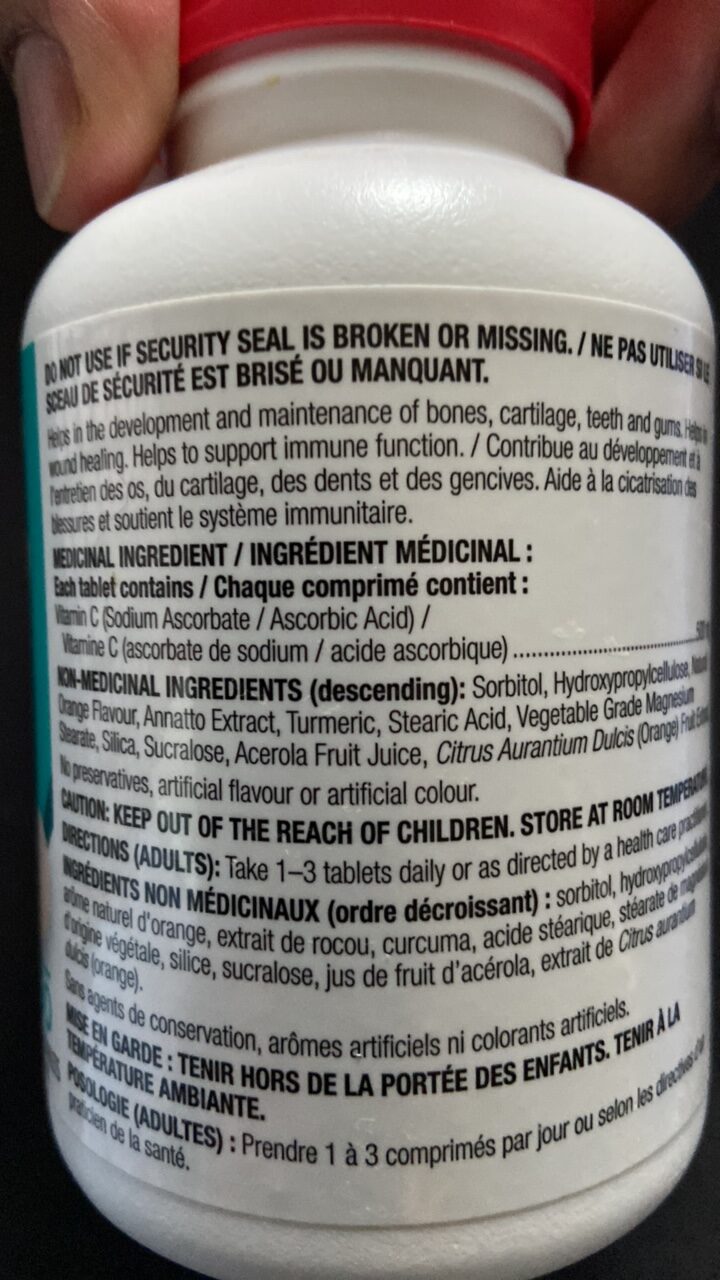 DO NOT USE IF SECURITY SEAL IS BROKEN OR MISSING. / NE PAS UTILISER SI LE
SCEAU DE SÉCURITÉ EST BRISÉ OU MANQUANT.
Helps in the development and maintenance of bones, cartilage, teeth and gums. Helps in
wound healing. Helps to support immune function. / Contribue au développement et à
l'entretien des os, du cartilage, des dents et des gencives. Aide à la cicatrisation des
blessures et soutient le système immunitaire.
MEDICINAL INGREDIENT / INGRÉDIENT MÉDICINAL :
Each tablet contains / Chaque comprimé contient :
Vitamin C (Sodium Ascorbate / Ascorbic Acid) /
Vitamine C (ascorbate de sodium / acide ascorbique)
NON-MEDICINAL INGREDIENTS (descending): Sorbitol, Hydroxypropylcellulose, Natural
Orange Flavour, Annatto Extract, Turmeric, Stearic Acid, Vegetable Grade Magnesium
Stearate, Silica, Sucralose, Acerola Fruit Juice, Citrus Aurantium Dulcis (Orange) Fruit
No preservatives, artificial flavour or artificial colour.
CAUTION: KEEP OUT OF THE REACH OF CHILDREN. STORE AT ROOM TEMPERATURE
DIRECTIONS (ADULTS): Take 1–3 tablets daily or as directed by a health care
INGRÉDIENTS NON MÉDICINAUX (ordre décroissant) : sorbitol, hydroxypropylcellulose
arôme naturel d'orange, extrait de rocou, curcuma, acide stéarique, stéarate de magnésium
d'origine végétale, silice, sucralose, jus de fruit d'acérola, extrait de Citrus aurantium
dulcis (orange).
Sans agents de conservation, arômes artificiels ni colorants artificiels.
MISE EN GARDE : TENIR HORS DE LA PORTÉE DES ENFANTS. TENIR À LA
TEMPÉRATURE AMBIANTE.
POSOLOGIE (ADULTES) : Prendre 1 à 3 comprimés par jour ou selon les directives d'un
praticien de la santé.